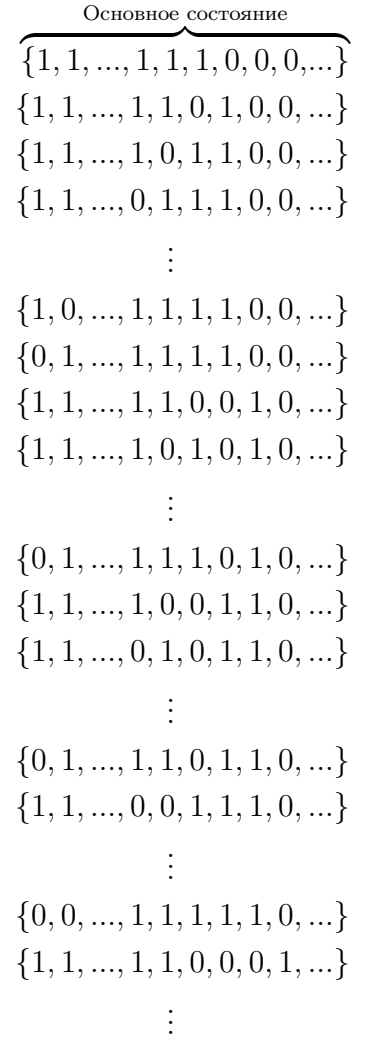 Основное состояние
{1, 1, ..., 1, 1, 1, 0, 0, 0,...}
{1, 1, ..., 1, 1, 0, 1, 0, 0, ...}
{1, 1, ..., 1, 0, 1, 1, 0, 0, ...}
{1, 1, ..., 0, 1, 1, 1, 0, 0, ...}
⋮
{1, 0, ..., 1, 1, 1, 1, 0, 0, ...}
{0, 1, ..., 1, 1, 1, 1, 0, 0, ...}
{1, 1, ..., 1, 1, 0, 0, 1, 0, ...}
{1, 1, ..., 1, 0, 1, 0, 1, 0, ...}
⋮
{0, 1, ..., 1, 1, 1, 0, 1, 0, ...}
{1, 1, ..., 1, 0, 0, 1, 1, 0, ...}
{1, 1, ..., 0, 1, 0, 1, 1, 0, ...}
⋮
{0, 1, ..., 1, 1, 0, 1, 1, 0, ...}
{1, 1, ..., 0, 0, 1, 1, 1, 0, ...}
⋮
{0, 0, ..., 1, 1, 1, 1, 1, 0, ...}
{1, 1, ..., 1, 1, 0, 0, 0, 1, ...}
⋮